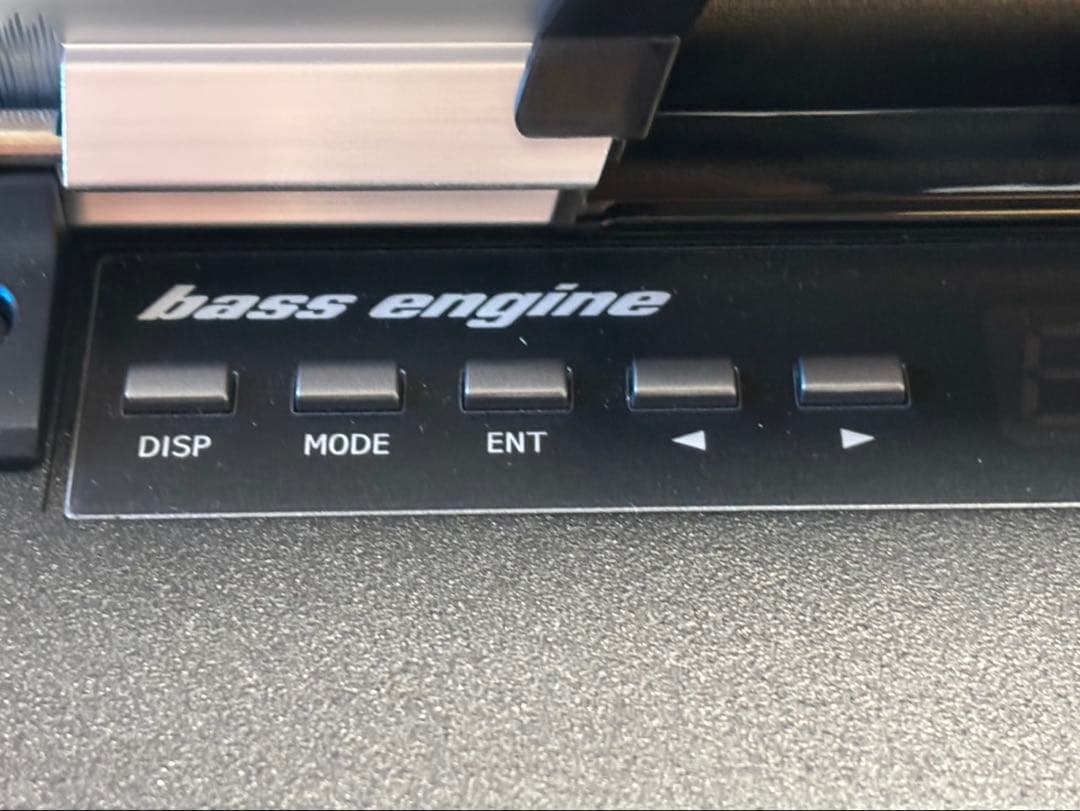 bass engine
DISP MODE ENT ◀ ▶